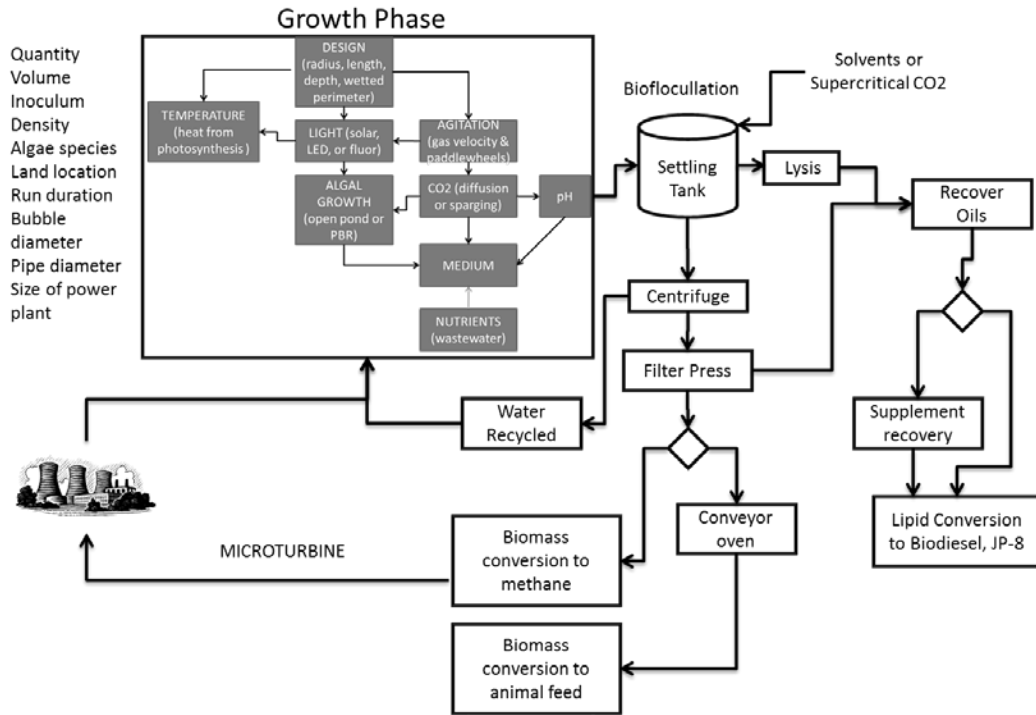 Growth Phase
Quantity
Volume
Inoculum
Density
Algae species
Land location
Run duration
Bubble
diameter
Pipe diameter
Size of power
plant
DESIGN
(radius, length,
depth, wetted
perimeter)
TEMPERATURE
(heat from
photosynthesis )
LIGHT (solar,
LED, or fluor)
AGITATION
(gas velocity &
paddlewheels)
ALGAL
GROWTH
(open pond or
PBR)
CO2 (diffusion
or sparging)
pH
MEDIUM
NUTRIENTS
(wastewater)
Solvents or
Supercritical CO2
Bioflocullation
Settling
Tank
Lysis
Recover
Oils
Centrifuge
Filter Press
Water
Recycled
Supplement
recovery
Conveyor
oven
Lipid Conversion
to Biodiesel, JP-8
MICROTURBINE
Biomass
conversion to
methane
Biomass
conversion to
animal feed